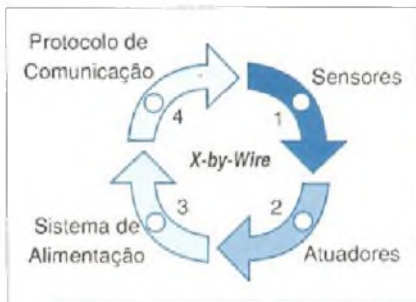 Protocolo de
Comunicação
Sensores
4
1
X-by-Wire
3
2
Sistema de
Alimentação
Atuadores